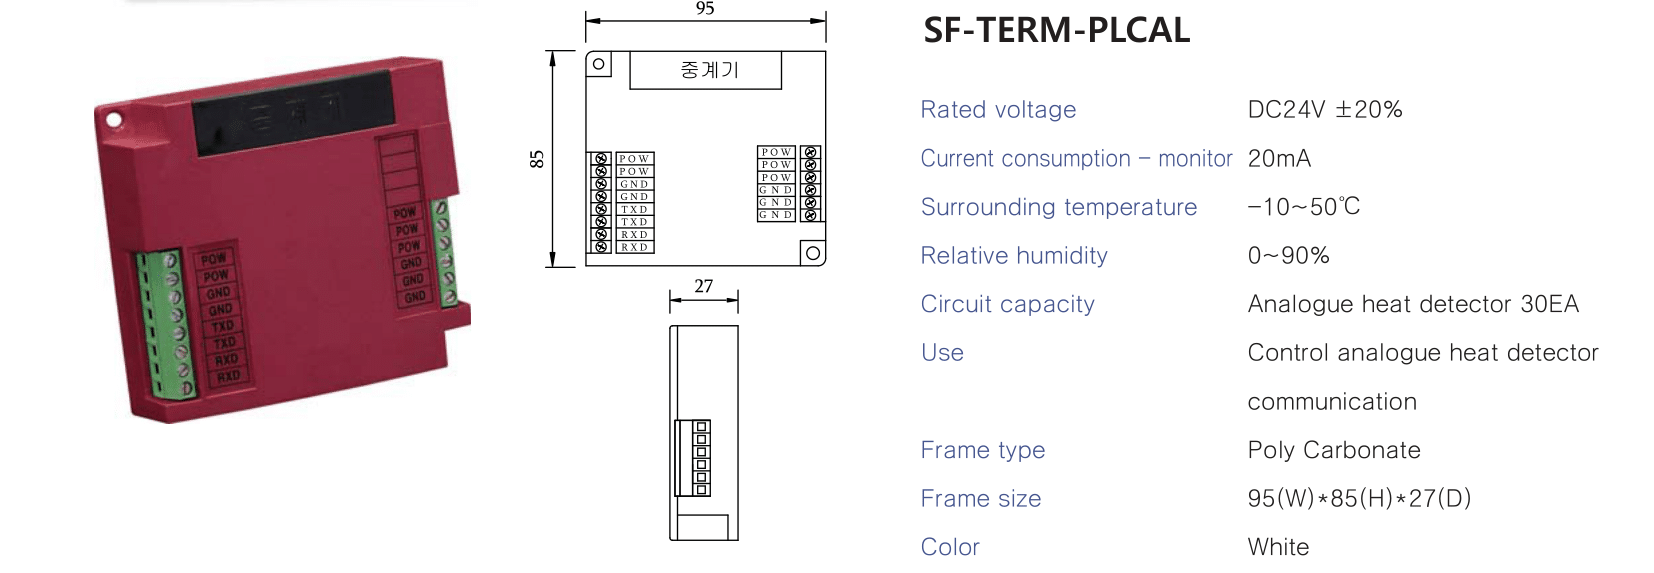 SF-TERM-PLCAL
Rated voltage DC24V ±20%
Current consumption - monitor 20mA
Surrounding temperature -10~50℃
Relative humidity 0~90%
Circuit capacity Analogue heat detector 30EA
Use Control analogue heat detector
communication
Frame type Poly Carbonate
Frame size 95(W)*85(H)*27(D)
Color White
95
85
중계기
POW
POW
GND
GND
TXD
TXD
RXD
RXD
POW
POW
POW
GND
GND
GND
27
중계기
POW
POW
POW
GND
GND
GND
POW
POW
GND
GND
TXD
TXD
RXD
RXD